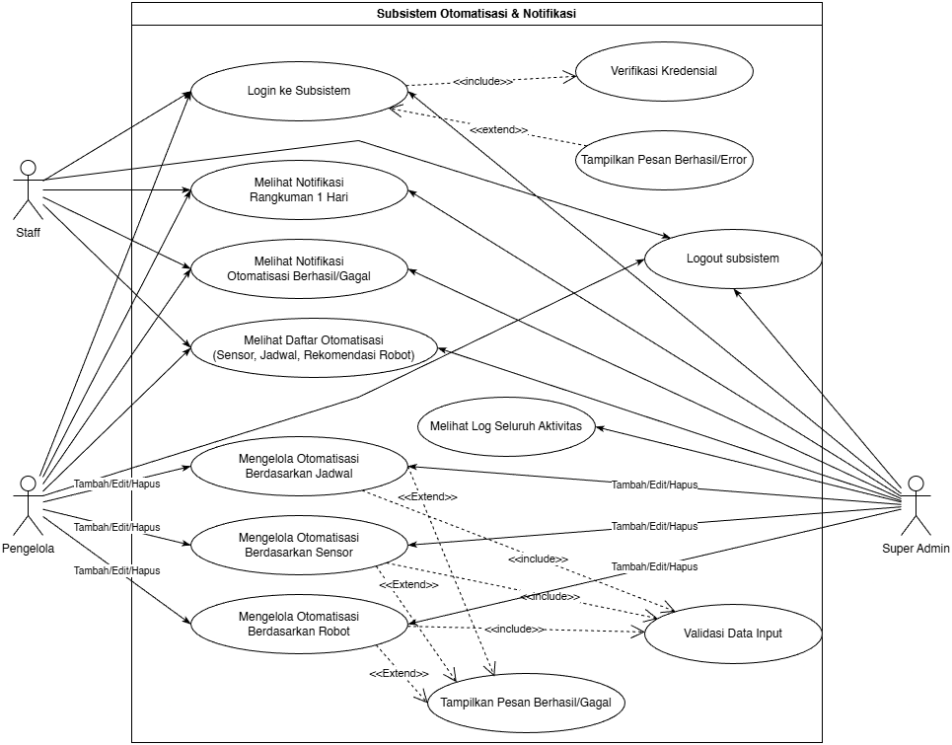 Subsistem Otomatisasi & Notifikasi
Login ke Subsistem
<<include>>
Verifikasi Kredensial
<<extend>>
Tampilkan Pesan Berhasil/Error
Staff
Melihat Notifikasi
Rangkuman 1 Hari
Melihat Notifikasi
Otomatisasi Berhasil/Gagal
Logout subsistem
Melihat Daftar Otomatisasi
(Sensor, Jadwal, Rekomendasi Robot)
Melihat Log Seluruh Aktivitas
Mengelola Otomatisasi
Berdasarkan Jadwal
Tambah/Edit/Hapus
<<Extend>>
Tambah/Edit/Hapus
Pengelola
Tambah/Edit/Hapus
Mengelola Otomatisasi
Berdasarkan Sensor
Tambah/Edit/Hapus
Super Admin
<<include>>
Tambah/Edit/Hapus
Tambah/Edit/Hapus
<<Extend>>
<<include>>
Mengelola Otomatisasi
Berdasarkan Robot
<<include>>
Validasi Data Input
<<Extend>>
Tampilkan Pesan Berhasil/Gagal